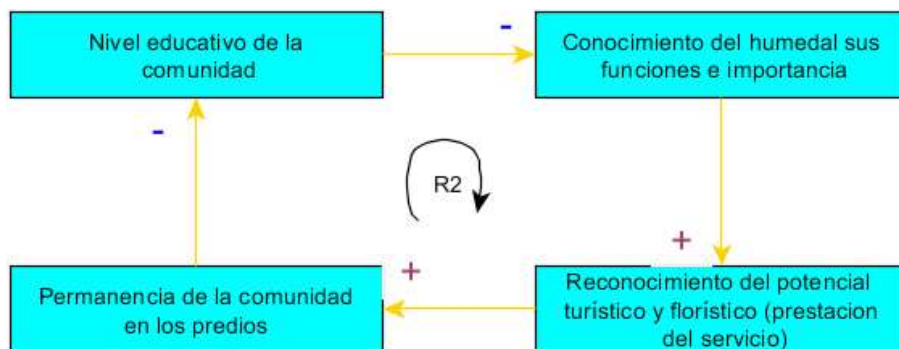 Nivel educativo de la
comunidad
-
Conocimiento del humedal sus
funciones e importancia
-
R2
+
+
Permanencia de la comunidad
en los predios
Reconocimiento del potencial
turístico y florístico (prestacion
del servicio)